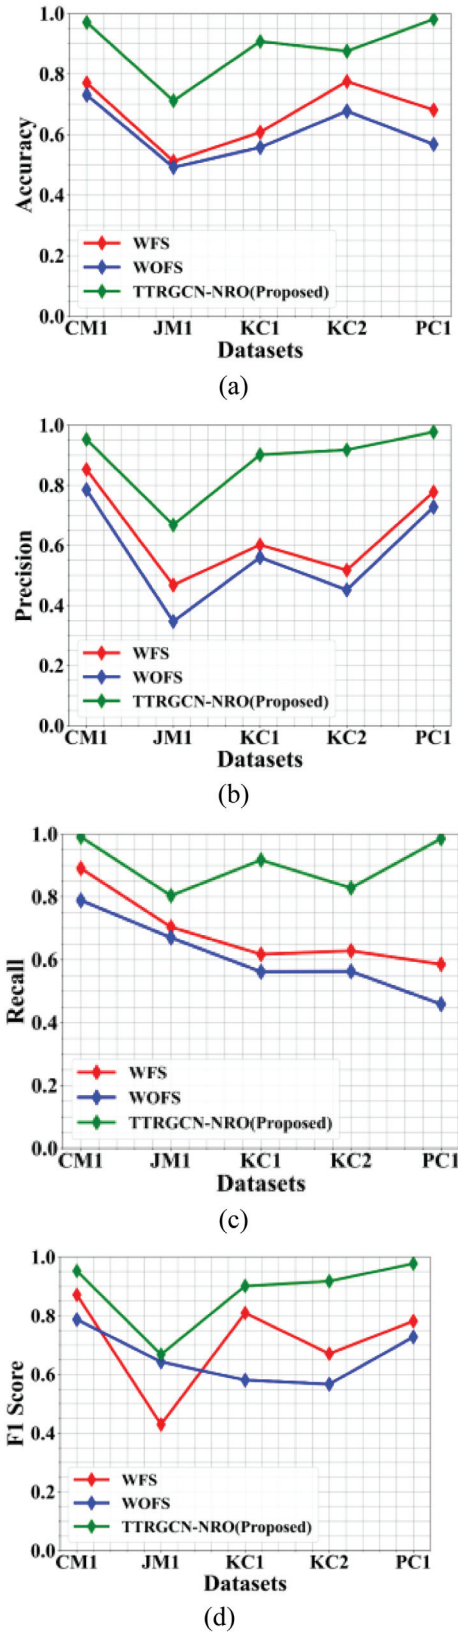 1.0
0.8
0.6
0.4
0.2
0.0
Accuracy
WFS
WOFS
TTRGCN-NRO(Proposed)
CM1 JM1 KC1 KC2 PC1
Datasets
(a)
1.0
0.8
0.6
0.4
0.2
0.0
Precision
WFS
WOFS
TTRGCN-NRO(Proposed)
CM1 JM1 KC1 KC2 PC1
Datasets
(b)
1.0
0.8
0.6
0.4
0.2
0.0
Recall
WFS
WOFS
TTRGCN-NRO(Proposed)
CM1 JM1 KC1 KC2 PC1
Datasets
(c)
1.0
0.8
0.6
0.4
0.2
0.0
F1 Score
WFS
WOFS
TTRGCN-NRO(Proposed)
CM1 JM1 KC1 KC2 PC1
Datasets
(d)